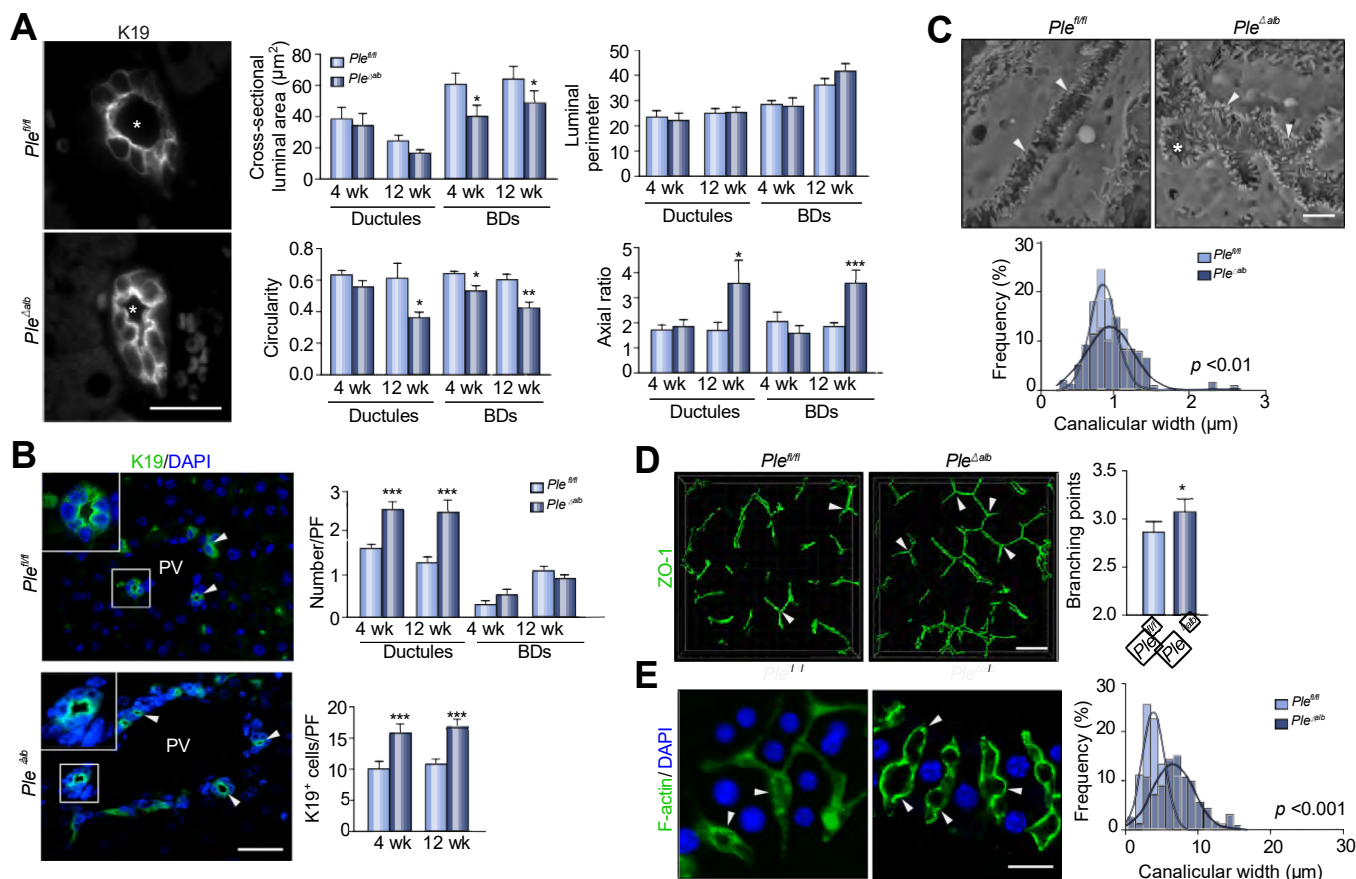 A
K19
Ple fl/fl
*
Ple Δalb
*
Cross-sectional
luminal area (µm²)
80
60
40
20
0
Ple fl/fl
Ple Δalb
*
*
4 wk 12 wk 4 wk 12 wk
Ductules BDs
Luminal
perimeter
50
40
30
20
10
0
4 wk 12 wk 4 wk 12 wk
Ductules BDs
Circularity
0.8
0.6
0.4
0.2
0.0
*
*
**
4 wk 12 wk 4 wk 12 wk
Ductules BDs
Axial ratio
5
4
3
2
1
0
*
***
4 wk 12 wk 4 wk 12 wk
Ductules BDs
B
K19/DAPI
Ple fl/fl
PV
Ple Δalb
PV
Number/PF
3
2
1
0
***
***
Ple fl/fl
Ple Δalb
4 wk 12 wk 4 wk 12 wk
Ductules BDs
K19+ cells/PF
20
15
10
5
0
***
***
4 wk 12 wk
C
Ple fl/fl
Ple Δalb
*
Frequency (%)
30
20
10
0
Ple fl/fl
Ple Δalb
p <0.01
0 1 2 3
Canalicular width (µm)
D
Ple fl/fl
Ple Δalb
ZO-1
Branching points
3.5
3.0
2.5
2.0
*
Ple fl/fl
Ple Δalb
E
F-actin/DAPI
Frequency (%)
30
20
10
0
Ple fl/fl
Ple Δalb
p <0.001
0 10 20 30
Canalicular width (µm)